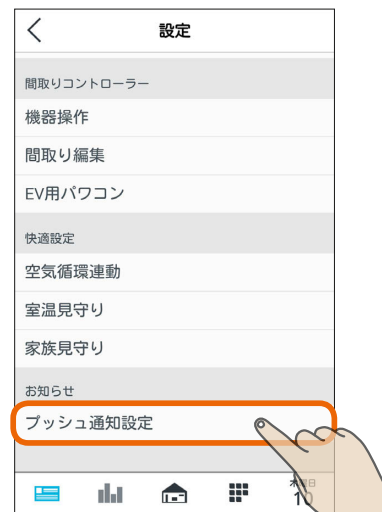 設定
間取りコントローラー
機器操作
間取り編集
EV用パワコン
快適設定
空気循環連動
室温見守り
家族見守り
お知らせ
プッシュ通知設定